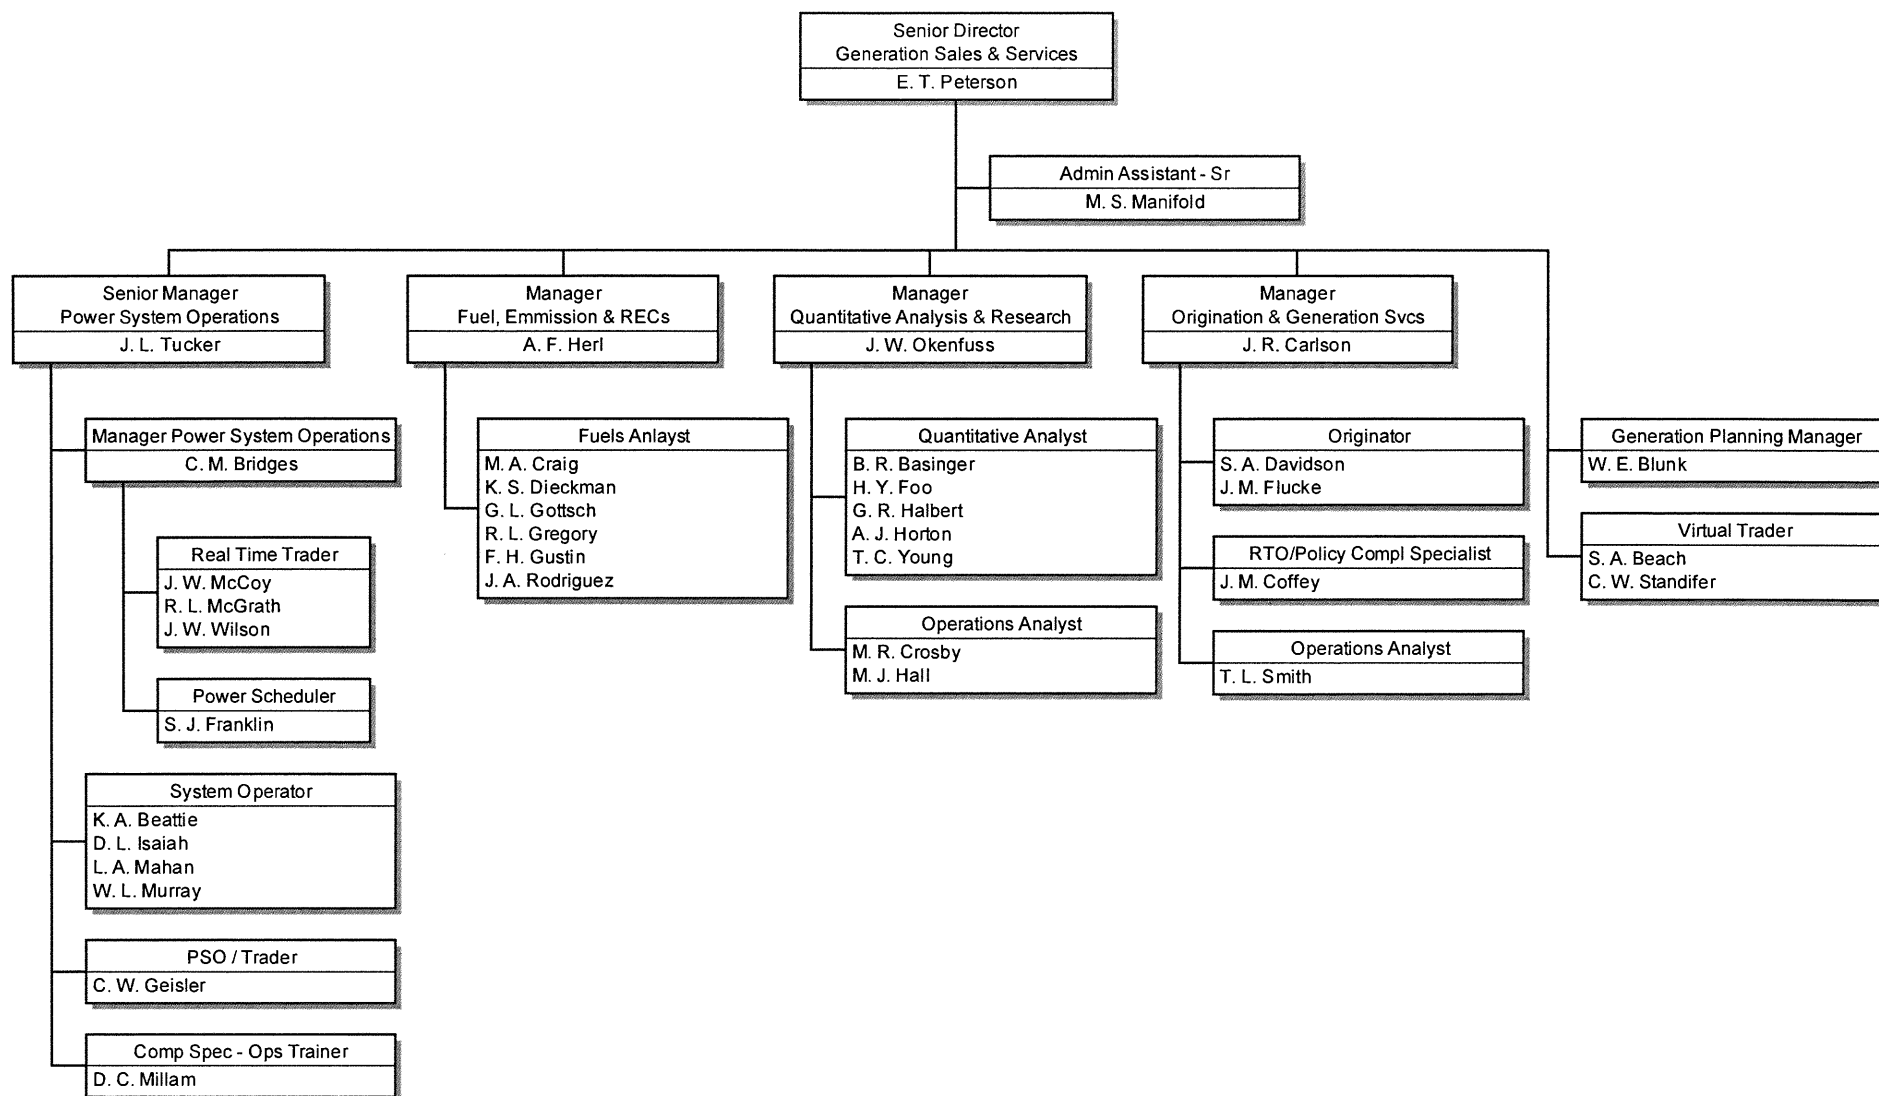 Senior Director
Generation Sales & Services
E. T. Peterson
Admin Assistant - Sr
M. S. Manifold
Senior Manager
Power System Operations
J. L. Tucker
Manager
Fuel, Emmission & RECs
A. F. Herl
Manager
Quantitative Analysis & Research
J. W. Okenfuss
Manager
Origination & Generation Svcs
J. R. Carlson
Manager Power System Operations
C. M. Bridges
Real Time Trader
J. W. McCoy
R. L. McGrath
J. W. Wilson
Power Scheduler
S. J. Franklin
System Operator
K. A. Beattie
D. L. Isaiah
L. A. Mahan
W. L. Murray
PSO / Trader
C. W. Geisler
Comp Spec - Ops Trainer
D. C. Millam
Fuels Anlayst
M. A. Craig
K. S. Dieckman
G. L. Gottsch
R. L. Gregory
F. H. Gustin
J. A. Rodriguez
Quantitative Analyst
B. R. Basinger
H. Y. Foo
G. R. Halbert
A. J. Horton
T. C. Young
Operations Analyst
M. R. Crosby
M. J. Hall
Originator
S. A. Davidson
J. M. Flucke
RTO/Policy Compl Specialist
J. M. Coffey
Operations Analyst
T. L. Smith
Generation Planning Manager
W. E. Blunk
Virtual Trader
S. A. Beach
C. W. Standifer